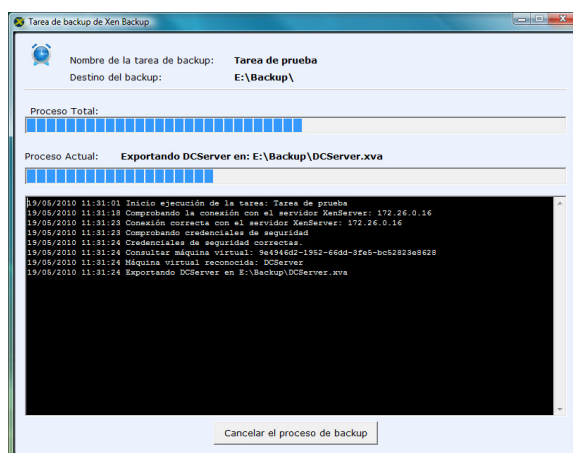 Tarea de backup de Xen Backup
Nombre de la tarea de backup: Tarea de prueba
Destino del backup: E:\Backup\
Proceso Total:
Proceso Actual: Exportando DCServer en: E:\Backup\DCServer.xva
19/05/2010 11:31:01 Inicio ejecución de la tarea: Tarea de prueba
19/05/2010 11:31:18 Comprobando la conexión con el servidor XenServer: 172.26.0.16
19/05/2010 11:31:23 Conexión correcta con el servidor XenServer: 172.26.0.16
19/05/2010 11:31:23 Comprobando credenciales de seguridad
19/05/2010 11:31:24 Credenciales de seguridad correctas.
19/05/2010 11:31:24 Consultar máquina virtual: 9e4946d2-1952-66dd-3fe5-bc52823e8628
19/05/2010 11:31:24 Máquina virtual reconocida: DCServer
19/05/2010 11:31:24 Exportando DCServer en E:\Backup\DCServer.xva
Cancelar el proceso de backup